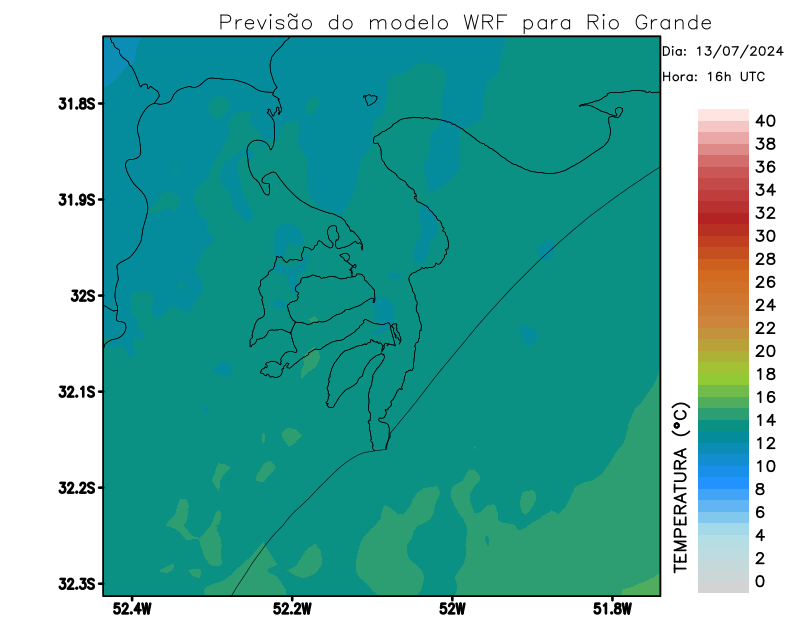 Previsão do modelo WRF para Rio Grande
Dia: 13/07/2024
Hora: 16h UTC
31.8S
31.9S
32S
32.1S
32.2S
32.3S
52.4W
52.2W
52W
51.8W
TEMPERATURA (°C)
40
38
36
34
32
30
28
26
24
22
20
18
16
14
12
10
8
6
4
2
0